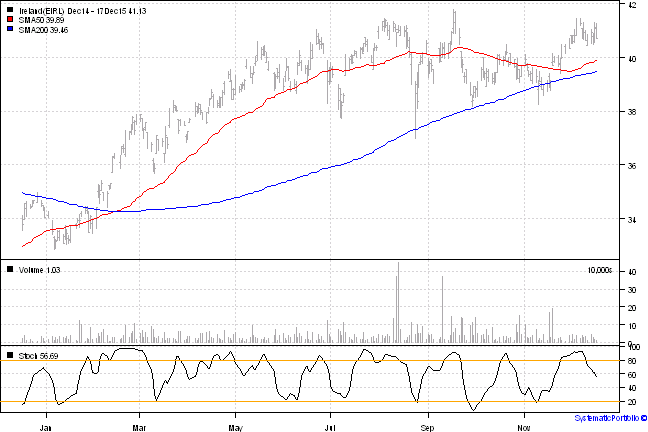 Ireland(EIRL) Dec14 - 17Dec15 41.13
SMA50 39.89
SMA200 39.46
42
40
38
36
34
Volume 1.03
10,000s
40
30
20
10
0
Stoch 56.69
100
80
60
40
20
Jan Mar May Jul Sep Nov
SystematicPortfolio ©